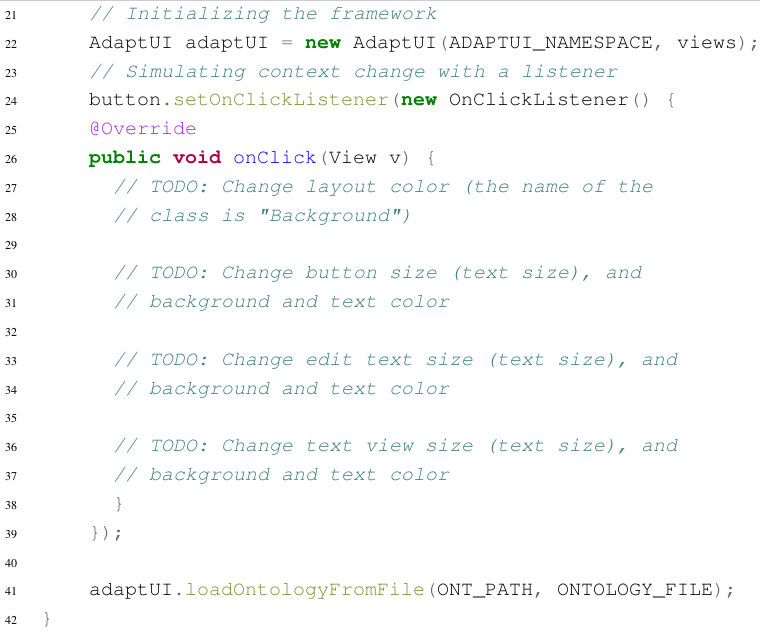 21 // Initializing the framework
22 AdaptUI adaptUI = new AdaptUI(ADAPTUI_NAMESPACE, views);
23 // Simulating context change with a listener
24 button.setOnClickListener(new OnClickListener() {
25 @Override
26 public void onClick(View v) {
27 // TODO: Change layout color (the name of the
28 // class is "Background")
29
30 // TODO: Change button size (text size), and
31 // background and text color
32
33 // TODO: Change edit text size (text size), and
34 // background and text color
35
36 // TODO: Change text view size (text size), and
37 // background and text color
38 }
39 });
40
41 adaptUI.loadOntologyFromFile(ONT_PATH, ONTOLOGY_FILE);
42 }